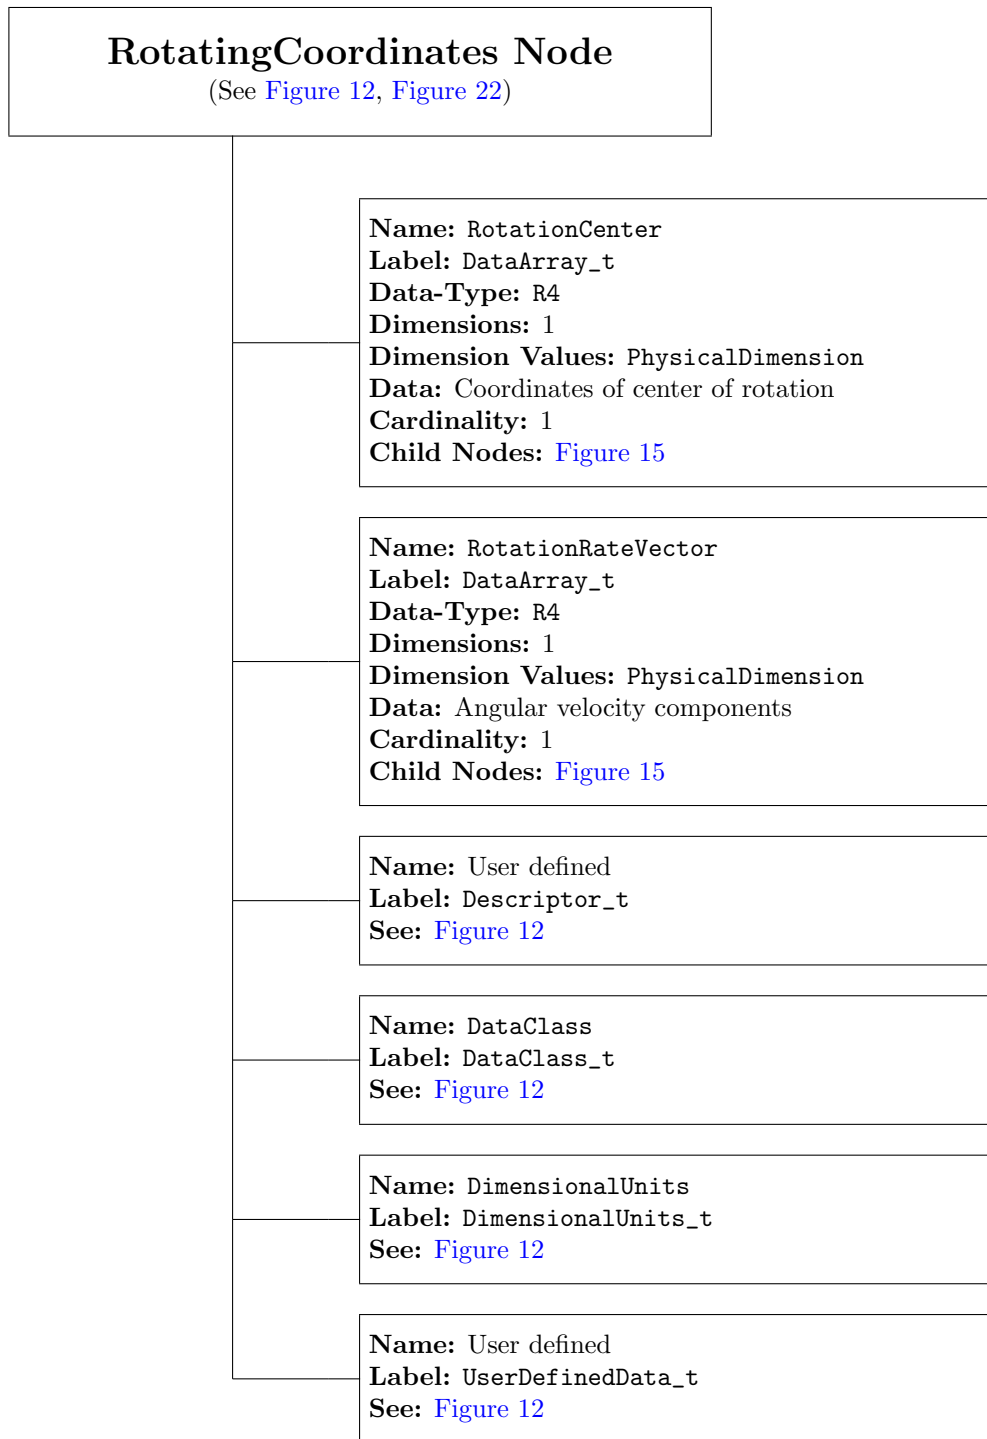 RotatingCoordinates Node
(See Figure 12, Figure 22)
Name: RotationCenter
Label: DataArray_t
Data-Type: R4
Dimensions: 1
Dimension Values: PhysicalDimension
Data: Coordinates of center of rotation
Cardinality: 1
Child Nodes: Figure 15
Name: RotationRateVector
Label: DataArray_t
Data-Type: R4
Dimensions: 1
Dimension Values: PhysicalDimension
Data: Angular velocity components
Cardinality: 1
Child Nodes: Figure 15
Name: User defined
Label: Descriptor_t
See: Figure 12
Name: DataClass
Label: DataClass_t
See: Figure 12
Name: DimensionalUnits
Label: DimensionalUnits_t
See: Figure 12
Name: User defined
Label: UserDefinedData_t
See: Figure 12